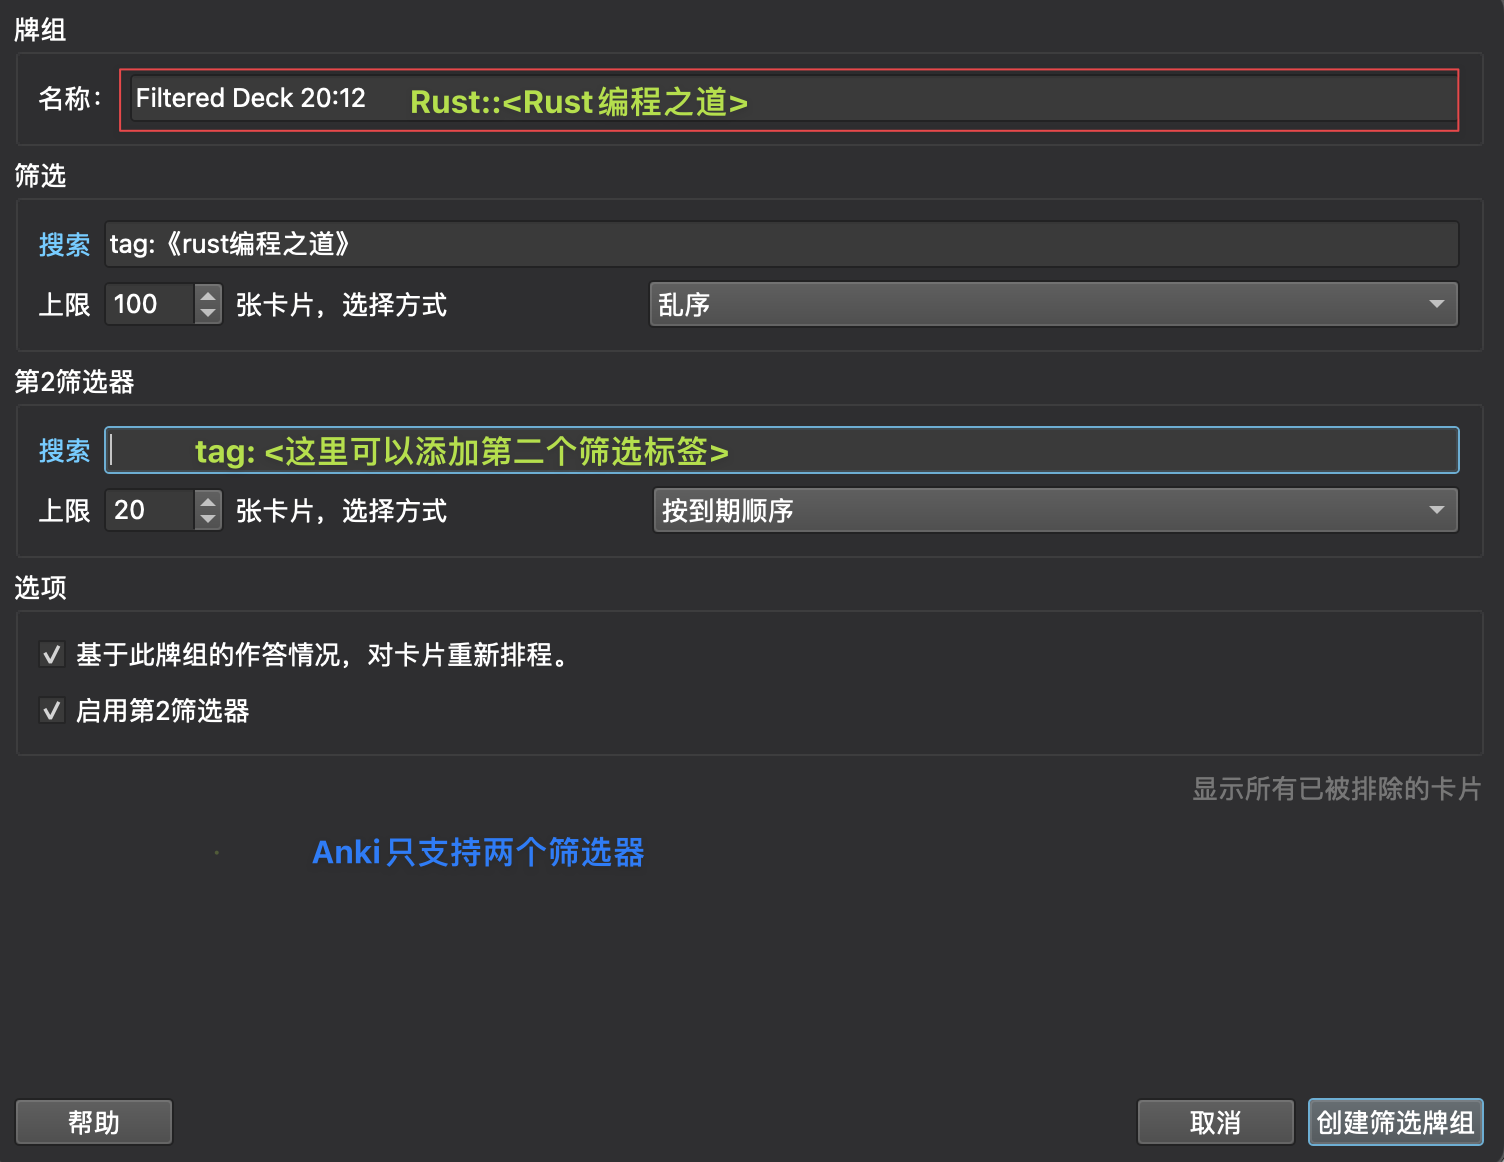 牌组
名称： Filtered Deck 20:12 Rust::<Rust编程之道>
筛选
搜索 tag:《rust编程之道》
上限 100 张卡片，选择方式 乱序
第2筛选器
搜索 tag: <这里可以添加第二个筛选标签>
上限 20 张卡片，选择方式 按到期顺序
选项
基于此牌组的作答情况，对卡片重新排程。
启用第2筛选器
显示所有已被排除的卡片
Anki只支持两个筛选器
帮助 取消 创建筛选牌组